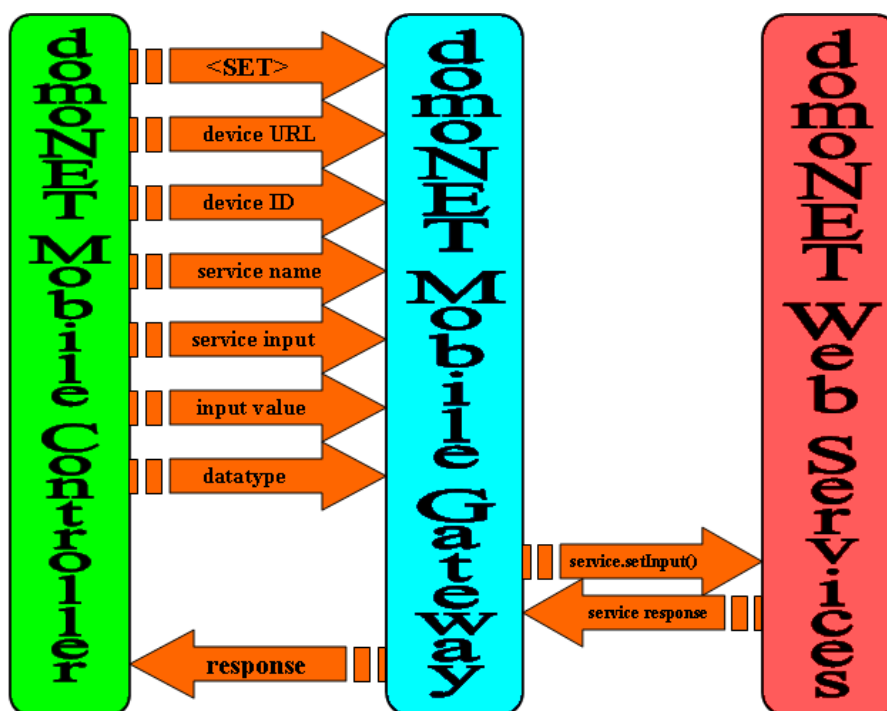 domoNET Mobile Controller
<SET>
device URL
device ID
service name
service input
input value
datatype
response
domoNET Mobile Gateway
service.setInput()
service response
domoNET Web Services